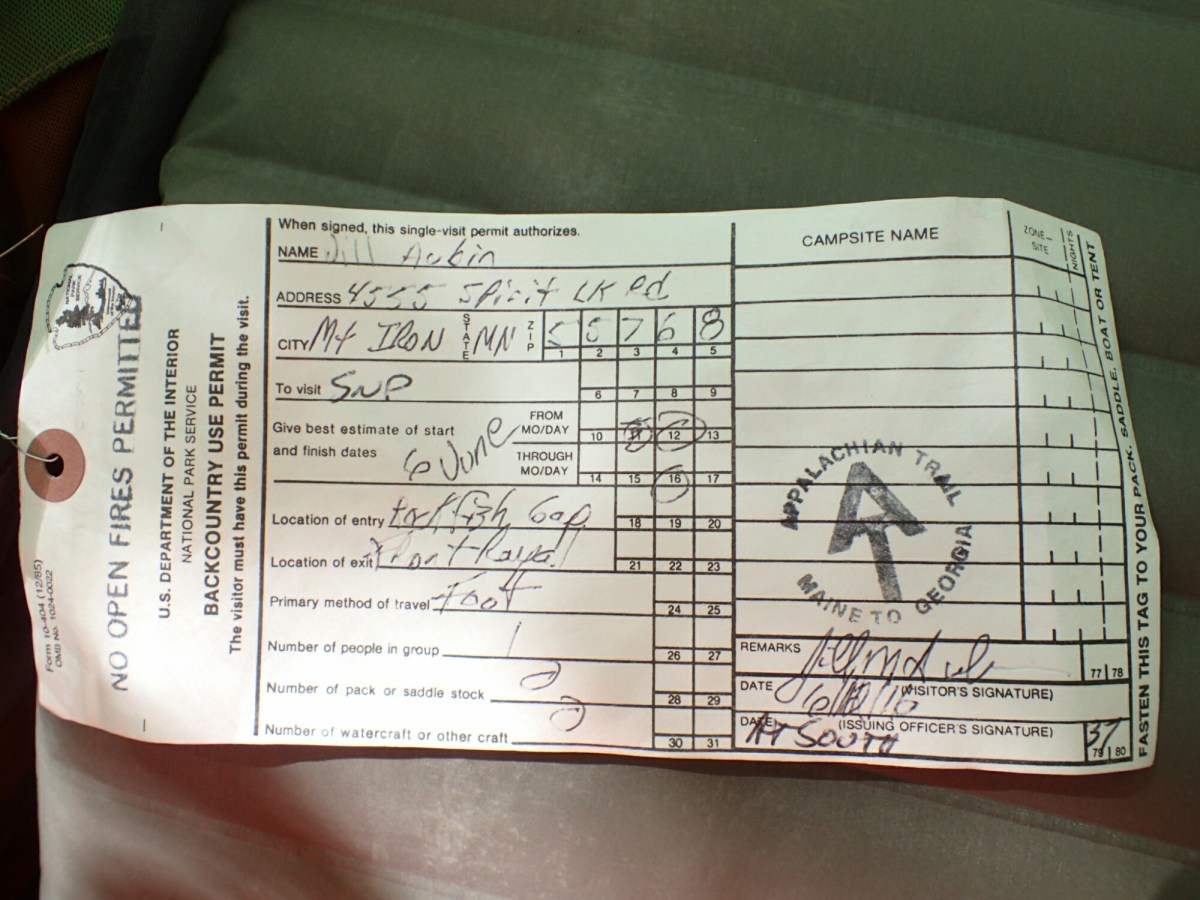 NO OPEN FIRES PERMITTED
Form 10-404 (12/85)
OMB No. 1024-0022
U.S. DEPARTMENT OF THE INTERIOR
NATIONAL PARK SERVICE
BACKCOUNTRY USE PERMIT
The visitor must have this permit during the visit.
When signed, this single-visit permit authorizes.
NAME Jill Aubin
ADDRESS 4555 Spirit LK Rd
CITY Mt IRON STATE MN ZIP 5 5 7 6 8
1 2 3 4 5
To visit SNP
6 7 8 9
Give best estimate of start and finish dates
6 June
FROM MO/DAY
10 11 12 13
THROUGH MO/DAY
14 15 16 17
Location of entry Gap
18 19 20
Location of exit Front Royal
21 22 23
Primary method of travel Foot
24 25
Number of people in group 1
26 27
Number of pack or saddle stock 0
28 29
Number of watercraft or other craft 0
30 31
CAMPSITE NAME
ZONE-SITE
NIGHTS
APPALACHIAN TRAIL
AT
MAINE TO GEORGIA
REMARKS
77 78
DATE (VISITOR'S SIGNATURE)
DATE (ISSUING OFFICER'S SIGNATURE)
SOUTH
37
79 80
FASTEN THIS TAG TO YOUR PACK, SADDLE, BOAT OR TENT